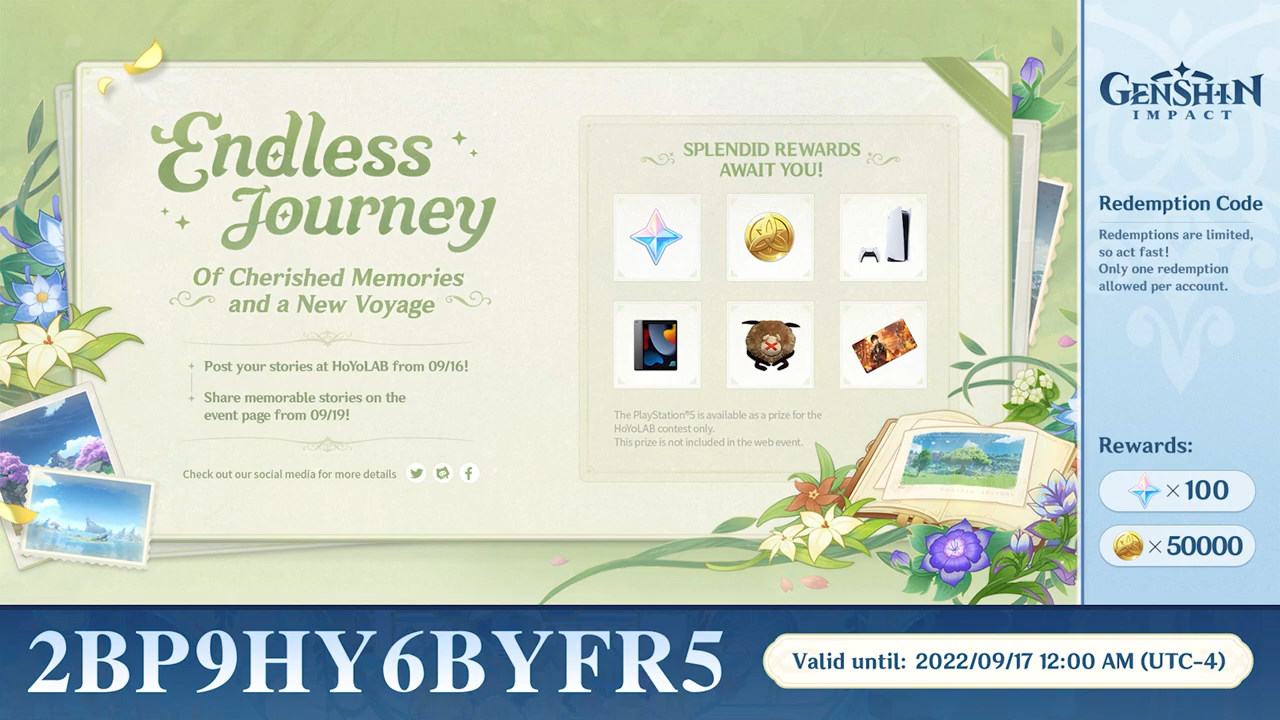 Endless
Journey
Of Cherished Memories
and a New Voyage
Post your stories at HoYoLAB from 09/16!
Share memorable stories on the
event page from 09/19!
Check out our social media for more details
SPLENDID REWARDS
AWAIT YOU!
The PlayStation®5 is available as a prize for the
HoYoLAB contest only.
This prize is not included in the web event.
GENSHIN
IMPACT
Redemption Code
Redemptions are limited,
so act fast!
Only one redemption
allowed per account.
Rewards:
×100
×50000
2BP9HY6BYFR5
Valid until: 2022/09/17 12:00 AM (UTC-4)